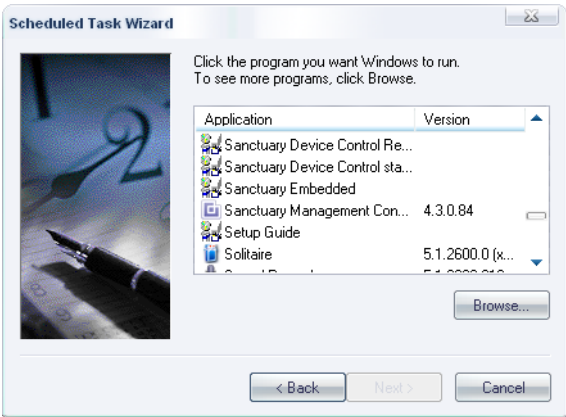 Scheduled Task Wizard
Click the program you want Windows to run.
To see more programs, click Browse.
Application Version
Sanctuary Device Control Re...
Sanctuary Device Control sta...
Sanctuary Embedded
Sanctuary Management Con... 4.3.0.84
Setup Guide
Solitaire 5.1.2600.0 (x...
Browse...
< Back Next > Cancel